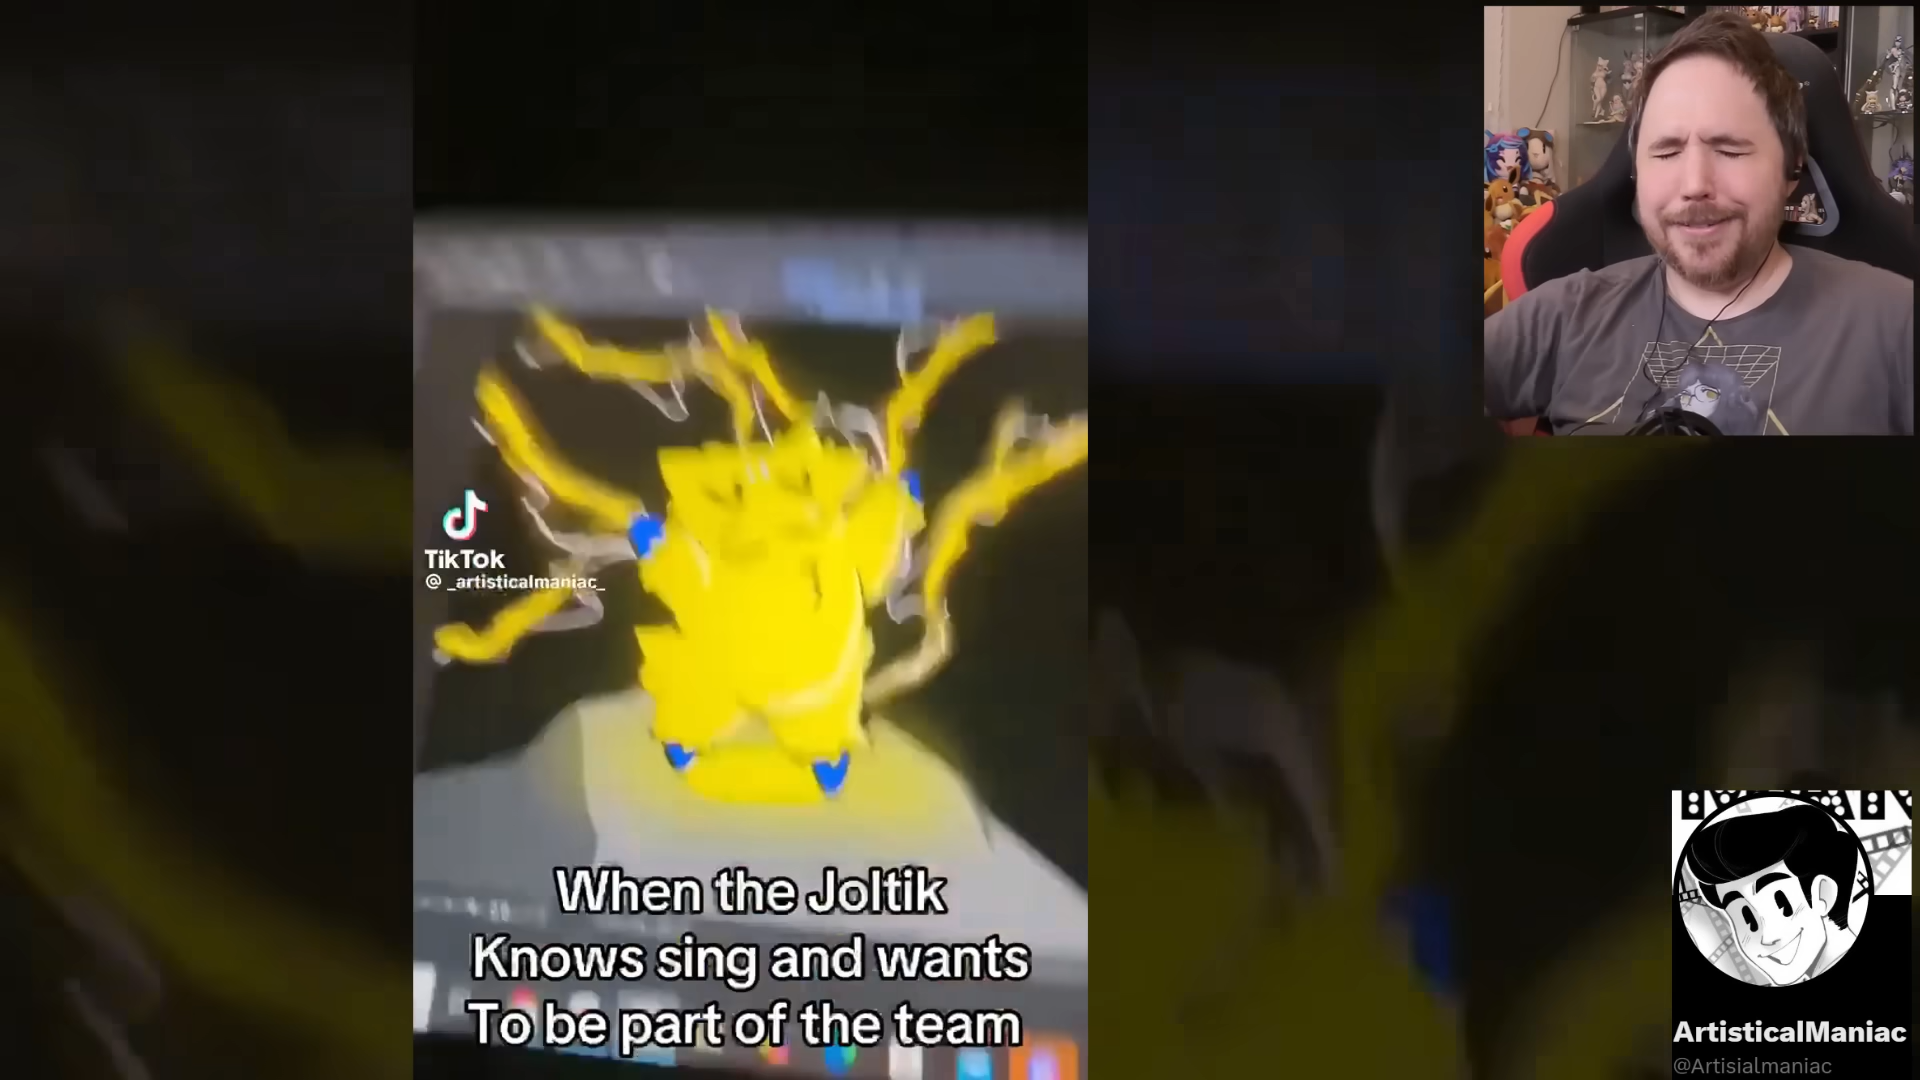 TikTok
@ _artisticalmaniac_
When the Joltik
Knows sing and wants
To be part of the team
ArtisticalManiac
@Artisialmaniac